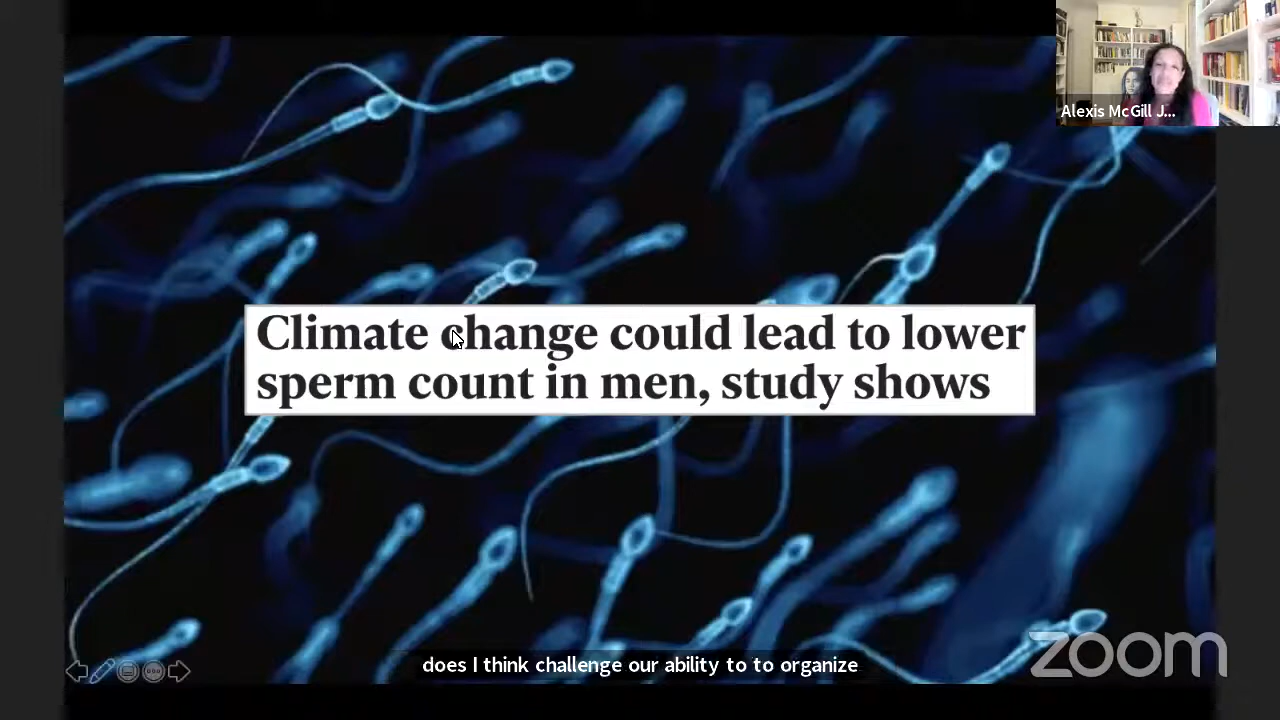 Alexis McGill J...
Climate change could lead to lower
sperm count in men, study shows
does I think challenge our ability to to organize
zoom